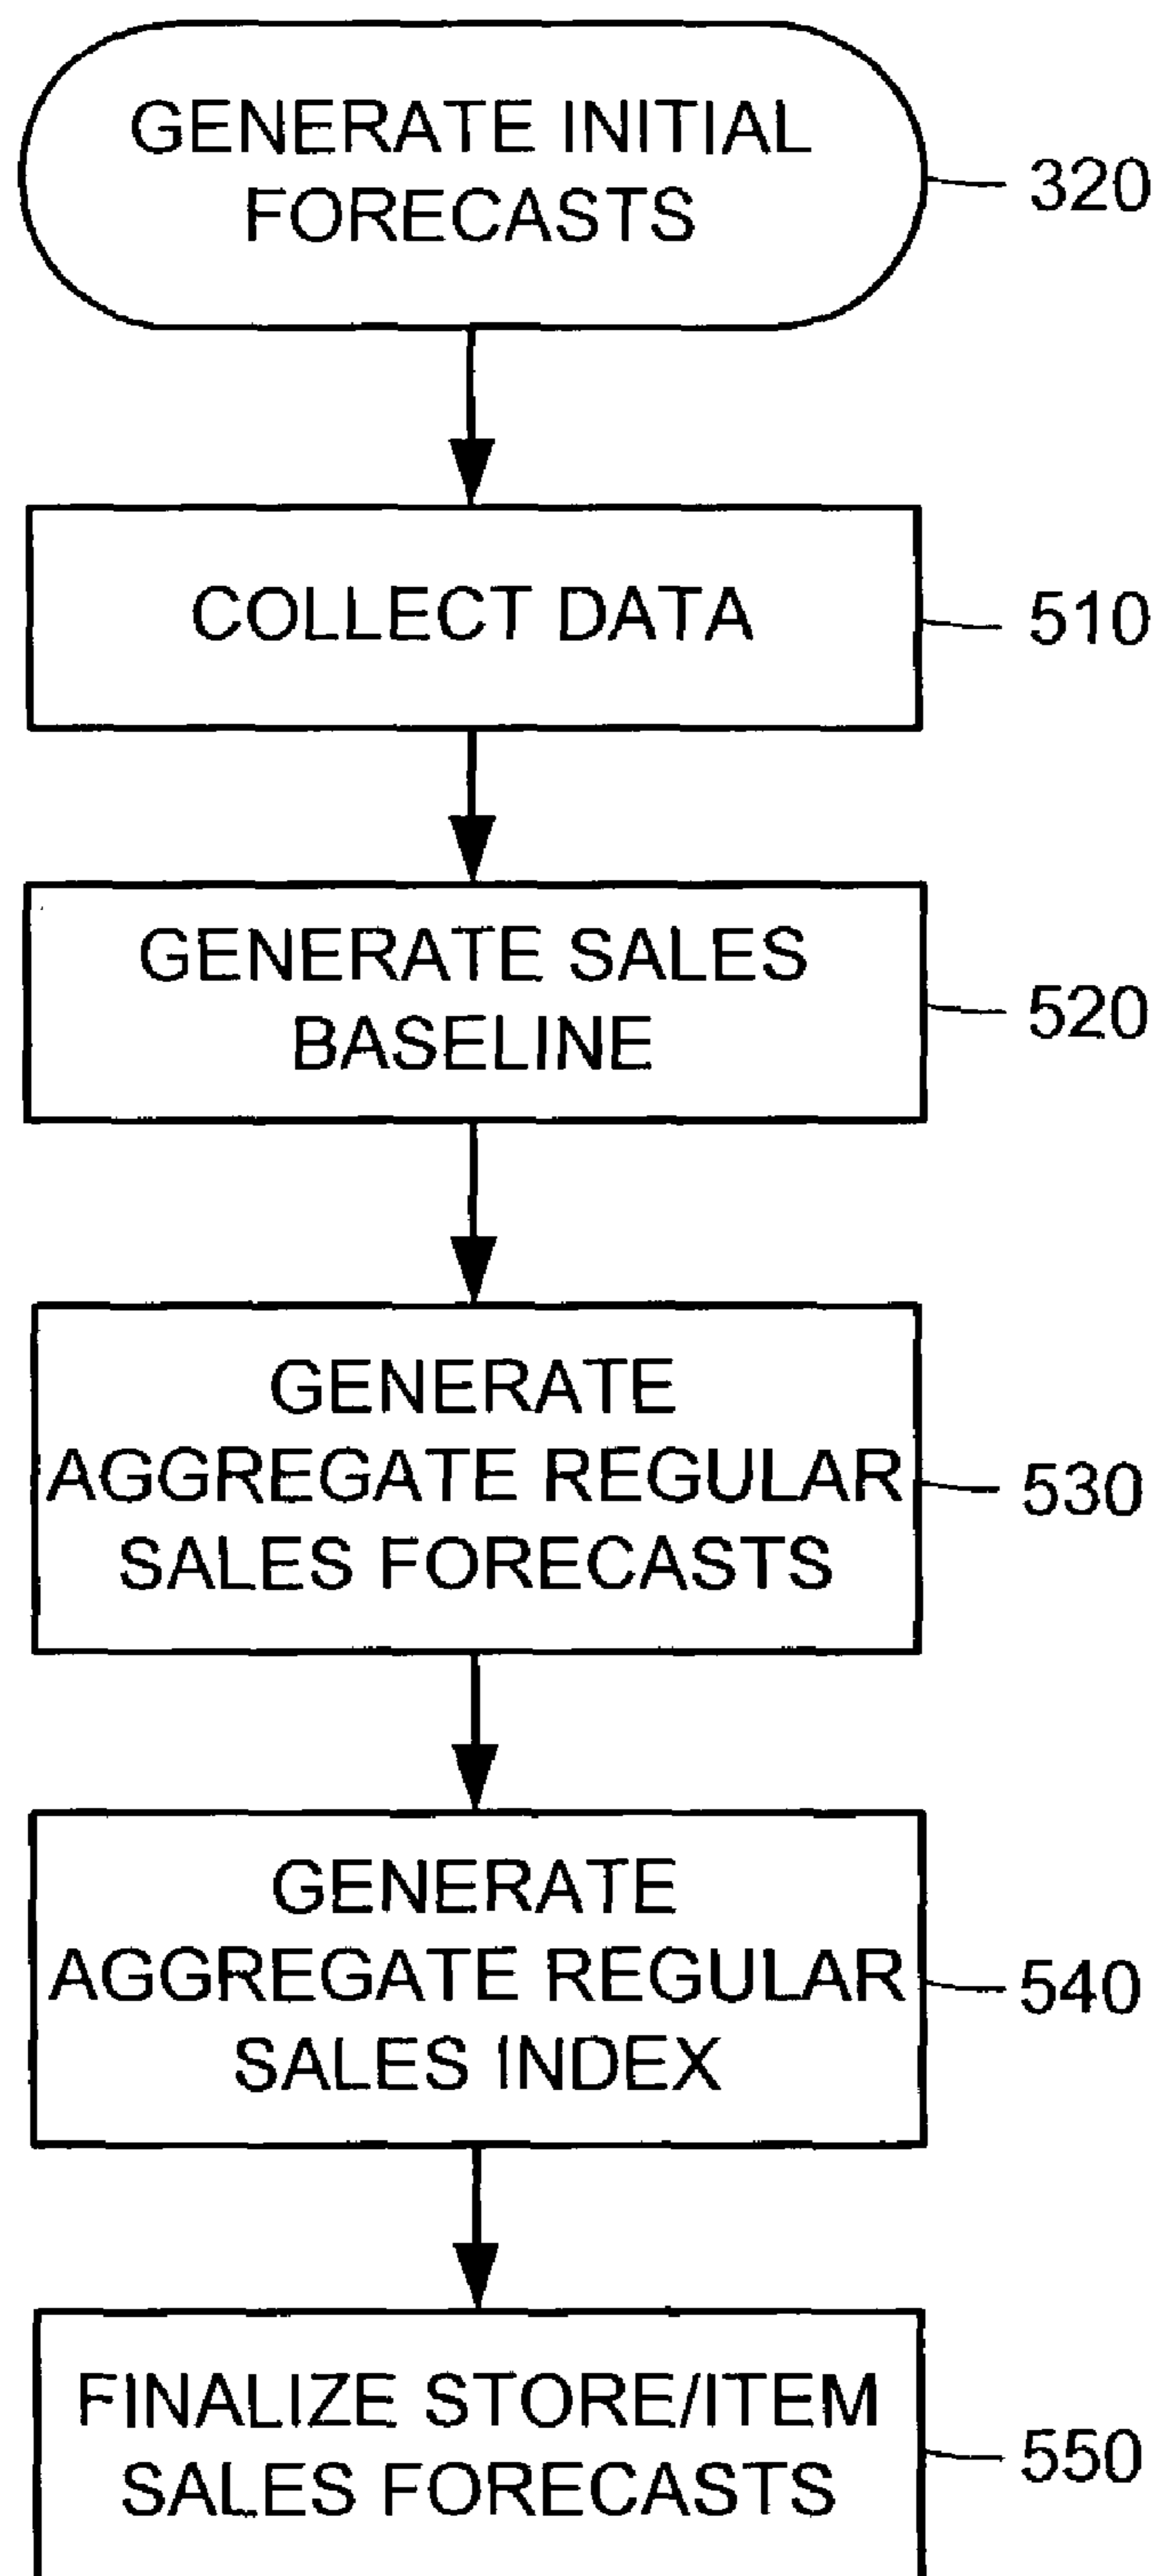 GENERATE INITIAL
FORECASTS
320
COLLECT DATA
510
GENERATE SALES
BASELINE
520
GENERATE
AGGREGATE REGULAR
SALES FORECASTS
530
GENERATE
AGGREGATE REGULAR
SALES INDEX
540
FINALIZE STORE/ITEM
SALES FORECASTS
550